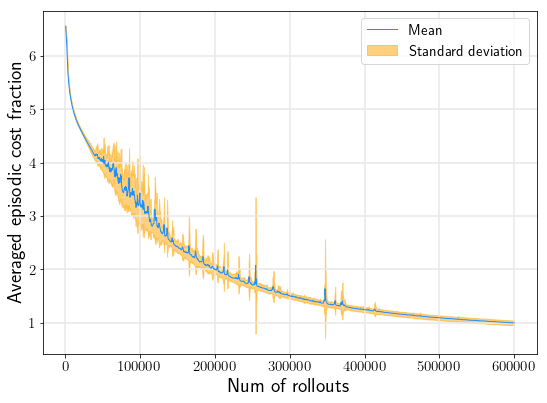 Mean
Standard deviation
Averaged episodic cost fraction
6
5
4
3
2
1
0 100000 200000 300000 400000 500000 600000
Num of rollouts